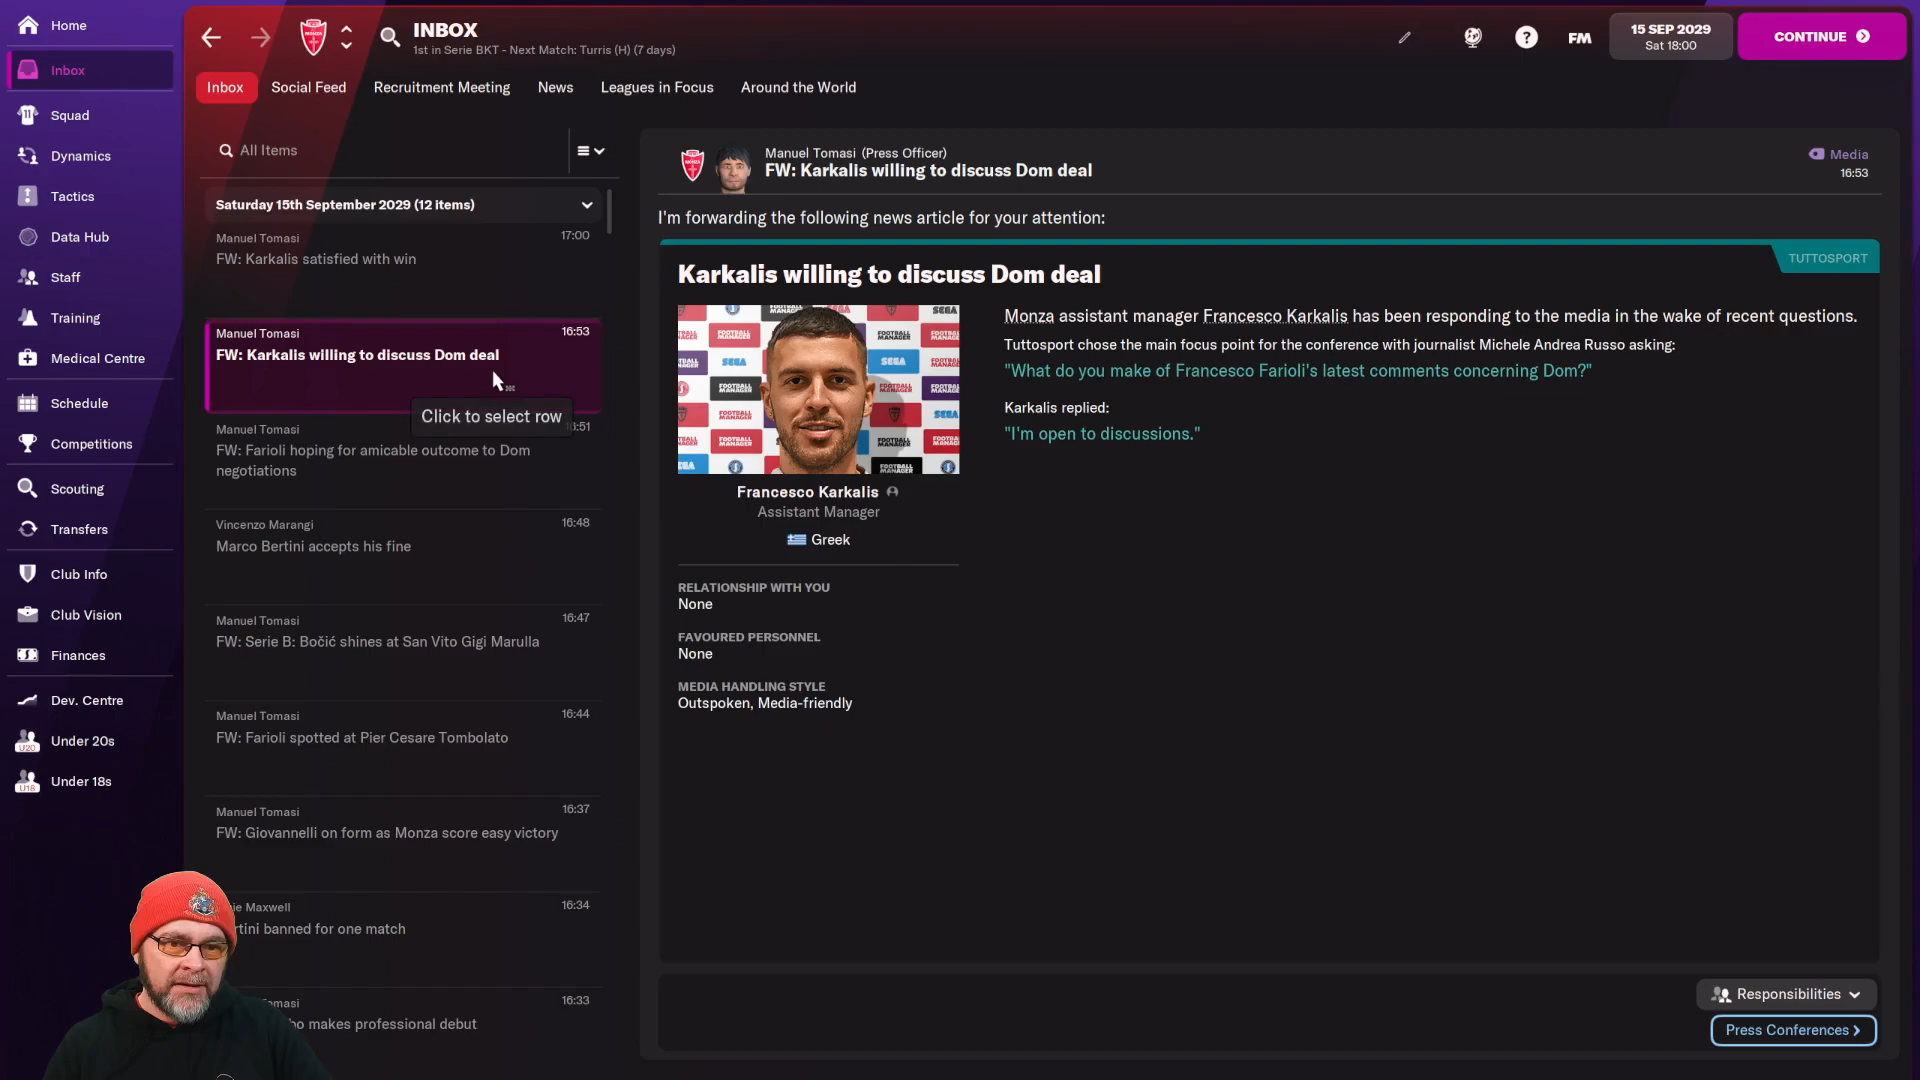 Home
Inbox
Squad
Dynamics
Tactics
Data Hub
Staff
Training
Medical Centre
Schedule
Competitions
Scouting
Transfers
Club Info
Club Vision
Finances
Dev. Centre
U20 Under 20s
U18 Under 18s
MONZA
INBOX
1st in Serie BKT - Next Match: Turris (H) (7 days)
FM
15 SEP 2029
Sat 18:00
CONTINUE
Inbox Social Feed Recruitment Meeting News Leagues in Focus Around the World
All Items
Saturday 15th September 2029 (12 items)
Manuel Tomasi 17:00
FW: Karkalis satisfied with win
Manuel Tomasi 16:53
FW: Karkalis willing to discuss Dom deal
Click to select row
Manuel Tomasi :51
FW: Farioli hoping for amicable outcome to Dom
negotiations
Vincenzo Marangi 16:48
Marco Bertini accepts his fine
Manuel Tomasi 16:47
FW: Serie B: Bočić shines at San Vito Gigi Marulla
Manuel Tomasi 16:44
FW: Farioli spotted at Pier Cesare Tombolato
Manuel Tomasi 16:37
FW: Giovannelli on form as Monza score easy victory
Maxwell 16:34
banned for one match
16:33
makes professional debut
Manuel Tomasi (Press Officer)
FW: Karkalis willing to discuss Dom deal
Media
16:53
I'm forwarding the following news article for your attention:
TUTTOSPORT
Karkalis willing to discuss Dom deal
FOOTBALL MANAGER
SEGA
Francesco Karkalis
Assistant Manager
Greek
RELATIONSHIP WITH YOU
None
FAVOURED PERSONNEL
None
MEDIA HANDLING STYLE
Outspoken, Media-friendly
Monza assistant manager Francesco Karkalis has been responding to the media in the wake of recent questions.
Tuttosport chose the main focus point for the conference with journalist Michele Andrea Russo asking:
"What do you make of Francesco Farioli's latest comments concerning Dom?"
Karkalis replied:
"I'm open to discussions."
Responsibilities
Press Conferences